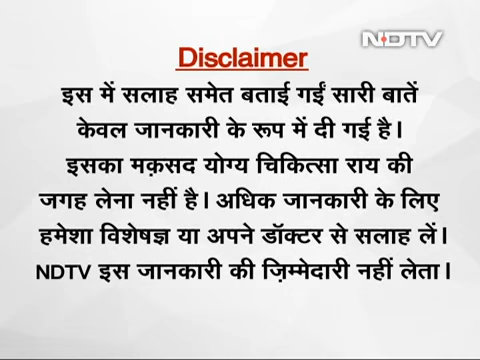 NDTV
Disclaimer
इस में सलाह समेत बताई गईं सारी बातें
केवल जानकारी के रूप में दी गई है।
इसका मक़सद योग्य चिकित्सा राय की
जगह लेना नहीं है। अधिक जानकारी के लिए
हमेशा विशेषज्ञ या अपने डॉक्टर से सलाह लें।
NDTV इस जानकारी की ज़िम्मेदारी नहीं लेता।